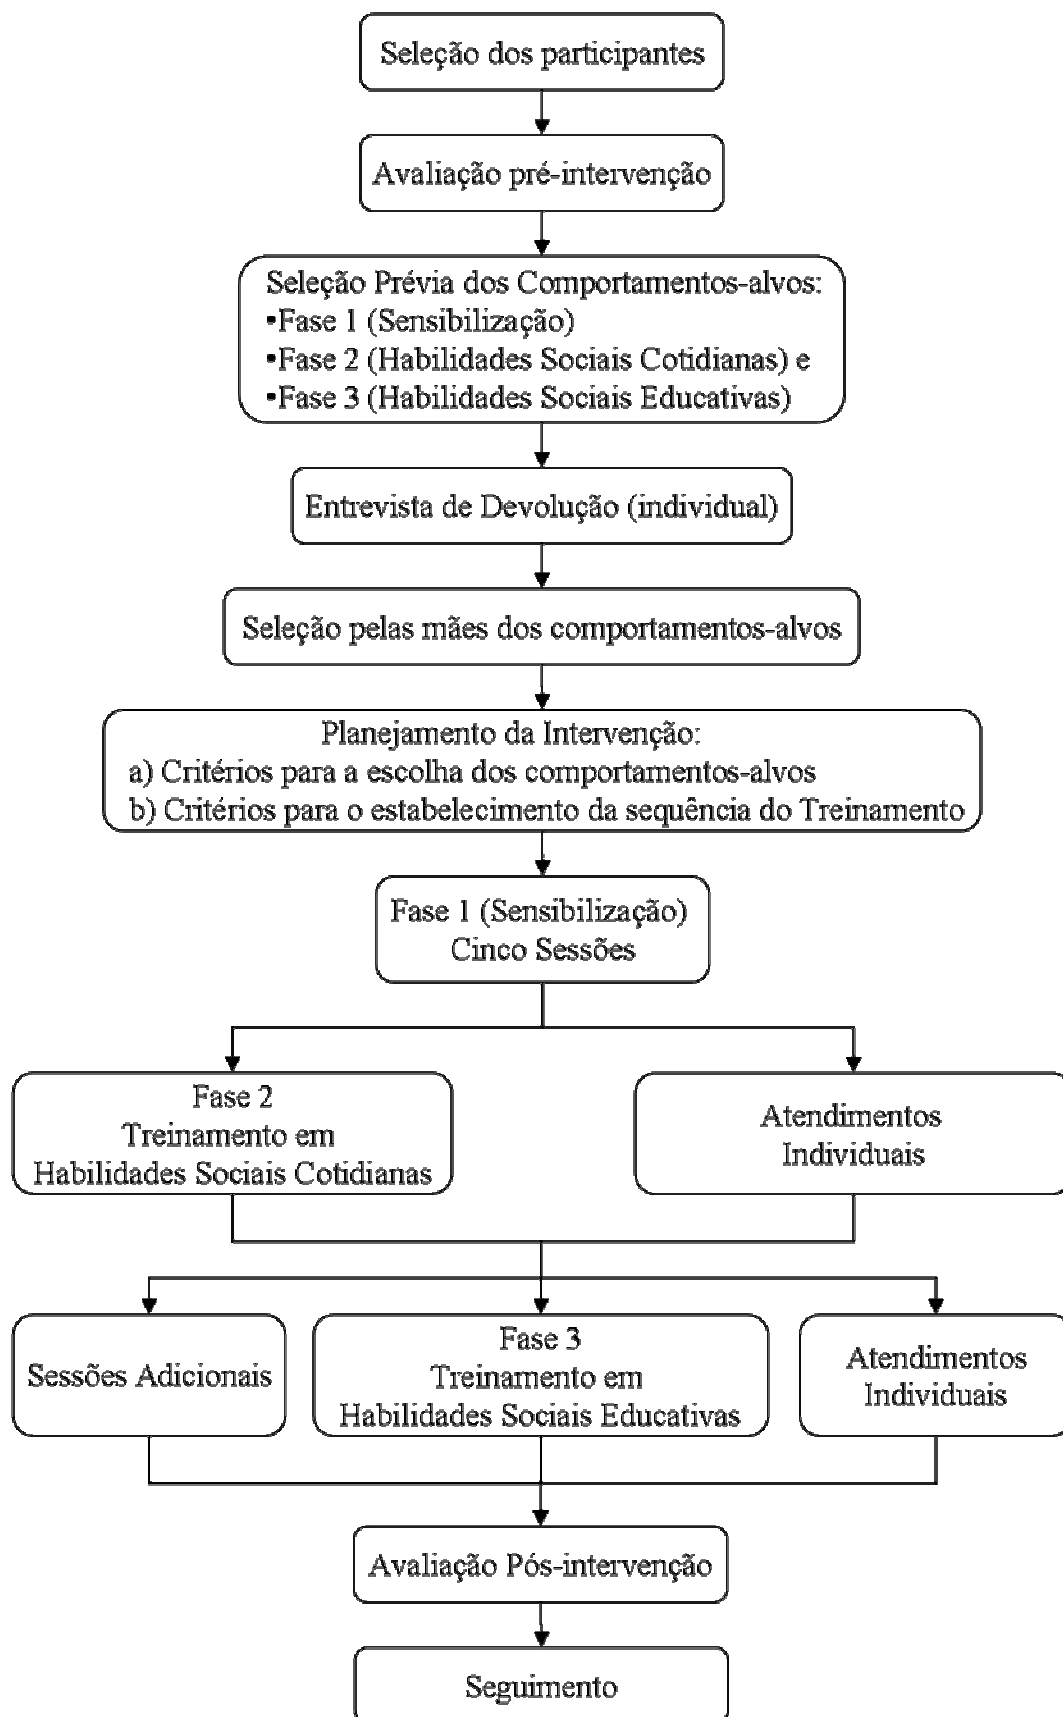 Seleção dos participantes
Avaliação pré-intervenção
Seleção Prévia dos Comportamentos-alvos:
•Fase 1 (Sensibilização)
•Fase 2 (Habilidades Sociais Cotidianas) e
•Fase 3 (Habilidades Sociais Educativas)
Entrevista de Devolução (individual)
Seleção pelas mães dos comportamentos-alvos
Planejamento da Intervenção:
a) Critérios para a escolha dos comportamentos-alvos
b) Critérios para o estabelecimento da sequência do Treinamento
Fase 1 (Sensibilização)
Cinco Sessões
Fase 2
Treinamento em
Habilidades Sociais Cotidianas
Atendimentos
Individuais
Sessões Adicionais
Fase 3
Treinamento em
Habilidades Sociais Educativas
Atendimentos
Individuais
Avaliação Pós-intervenção
Seguimento